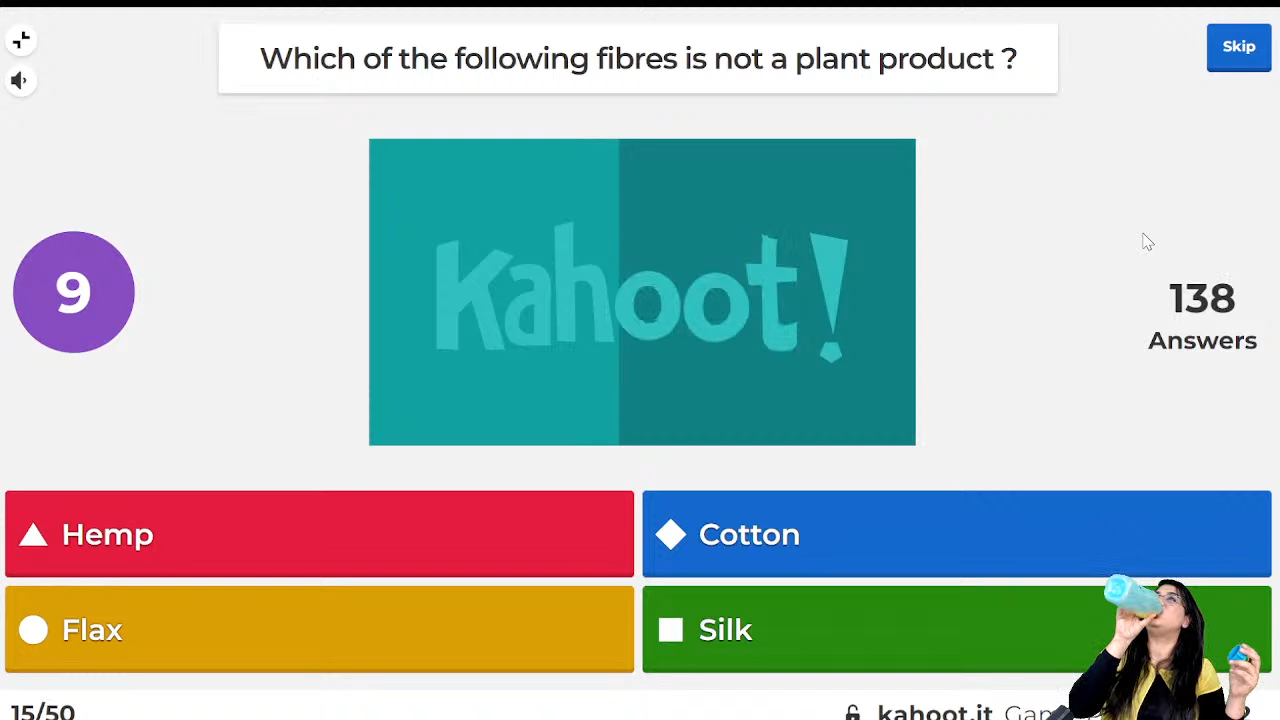 Which of the following fibres is not a plant product ?
Skip
Kahoot!
9
138
Answers
Hemp
Cotton
Flax
Silk
15/50
kahoot.it